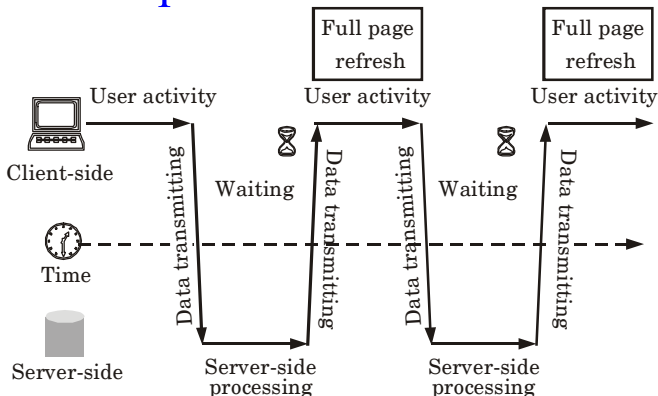 Full page
refresh
Full page
refresh
User activity
User activity
User activity
Client-side
Data transmitting
Waiting
Data transmitting
Data transmitting
Waiting
Data transmitting
Time
Server-side
Server-side
processing
Server-side
processing